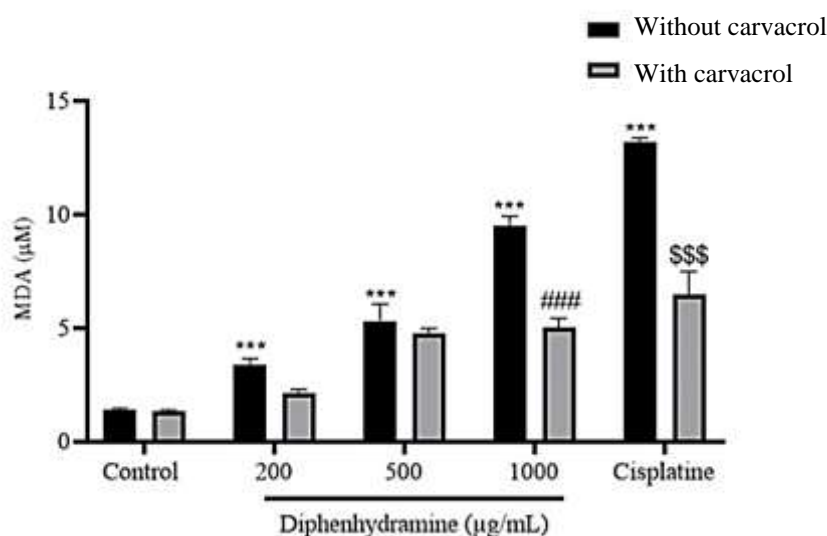 Without carvacrol
With carvacrol
MDA (µM)
15
10
5
0
***
***
***
###
***
$$$
Control
200
500
1000
Cisplatine
Diphenhydramine (µg/mL)